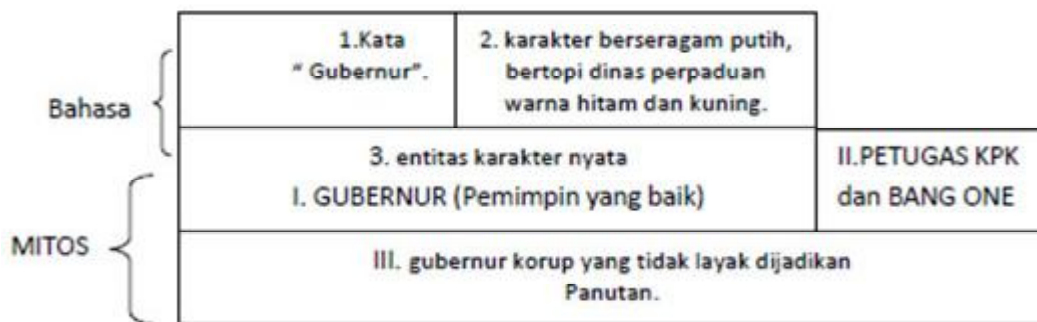 1.Kata
" Gubernur".
2. karakter berseragam putih,
bertopi dinas perpaduan
warna hitam dan kuning.
Bahasa
3. entitas karakter nyata
I. GUBERNUR (Pemimpin yang baik)
II.PETUGAS KPK
dan BANG ONE
MITOS
III. gubernur korup yang tidak layak dijadikan
Panutan.